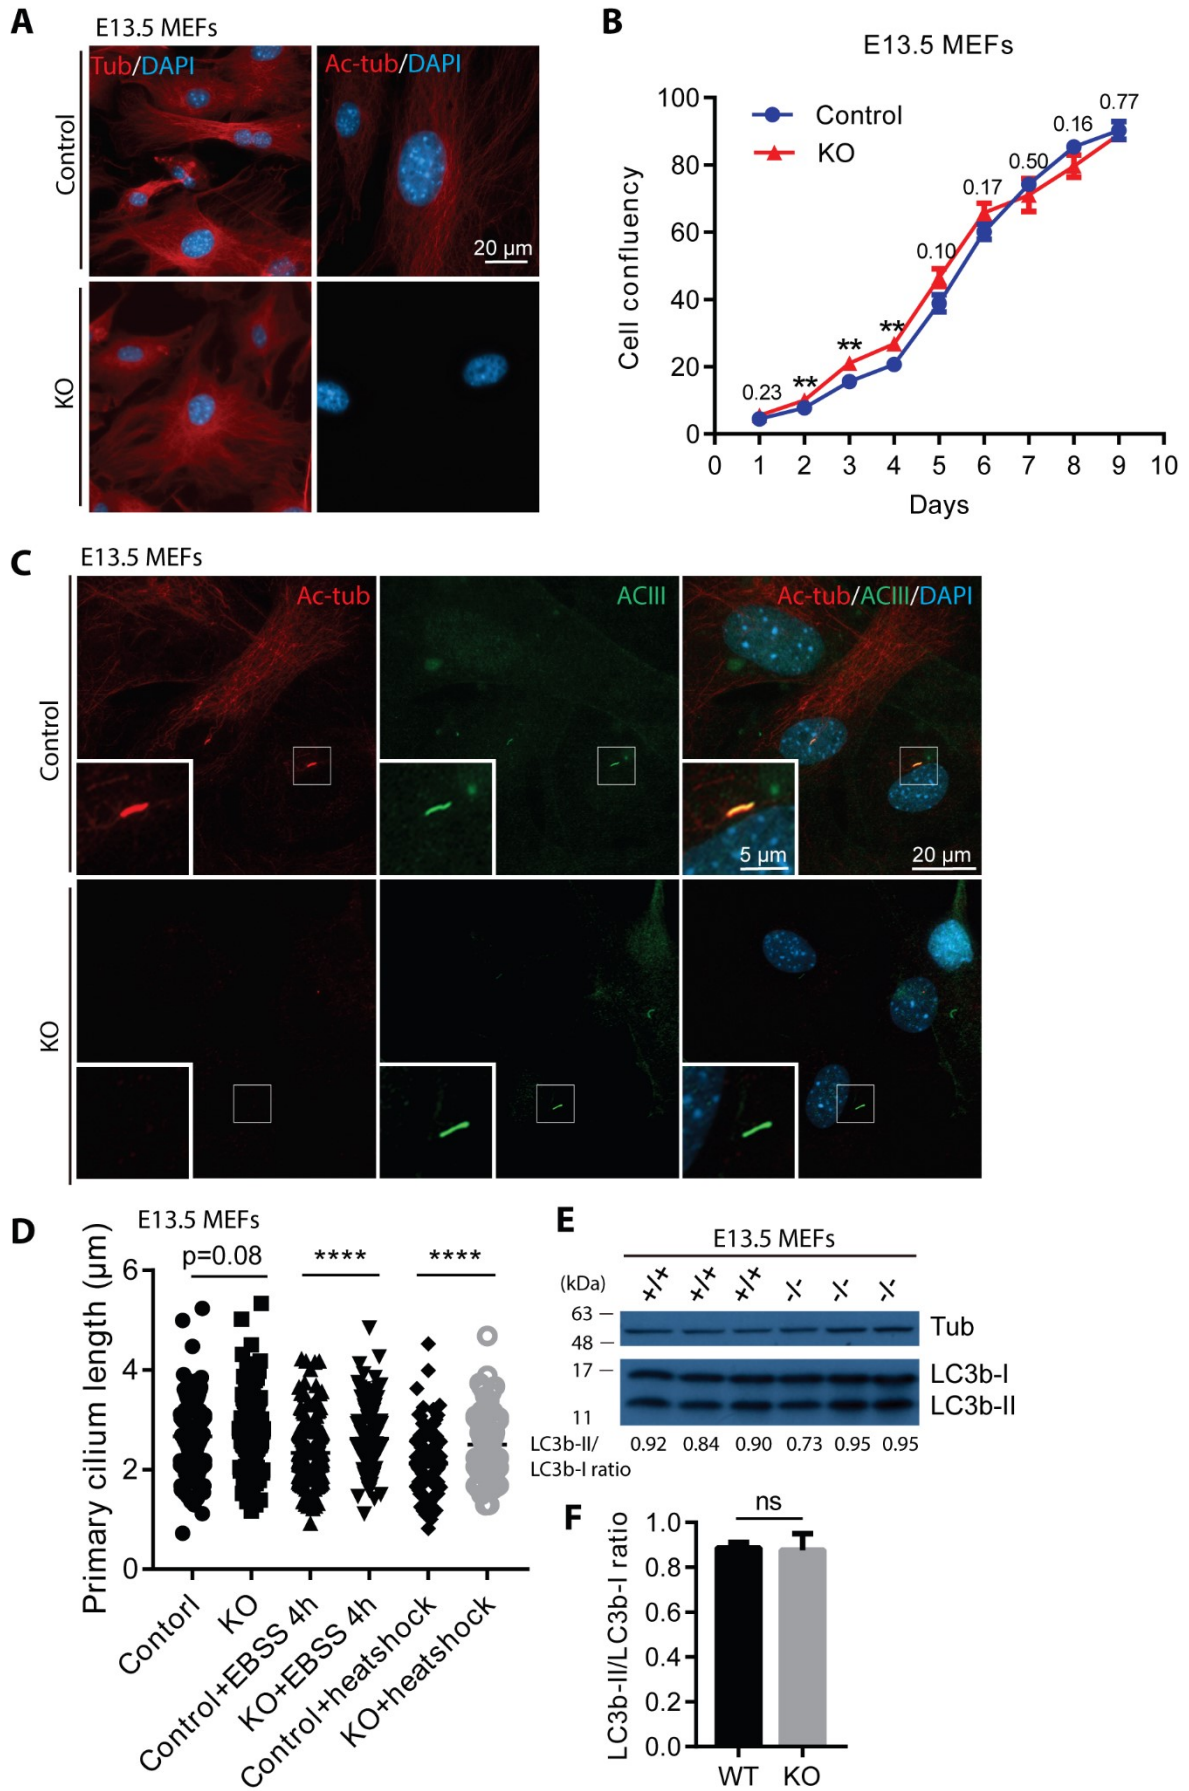 A
E13.5 MEFs
Control
Tub/DAPI
Ac-tub/DAPI
20 µm
KO
B
E13.5 MEFs
Control
KO
Cell confluency
100
80
60
40
20
0
0.23
**
**
**
0.10
0.17
0.50
0.16
0.77
0 1 2 3 4 5 6 7 8 9 10
Days
C
E13.5 MEFs
Control
Ac-tub
ACIII
Ac-tub/ACIII/DAPI
5 µm
20 µm
KO
D
E13.5 MEFs
Primary cilium length (µm)
6
4
2
0
p=0.08
****
****
Contorl
KO
Control+EBSS 4h
KO+EBSS 4h
Control+heatshock
KO+heatshock
E
E13.5 MEFs
(kDa)
+/+ +/+ +/+ -/- -/- -/-
63
48
Tub
17
11
LC3b-I
LC3b-II
LC3b-II/
LC3b-I ratio
0.92 0.84 0.90 0.73 0.95 0.95
F
LC3b-II/LC3b-I ratio
1.0
0.8
0.6
0.4
0.2
0.0
ns
WT
KO